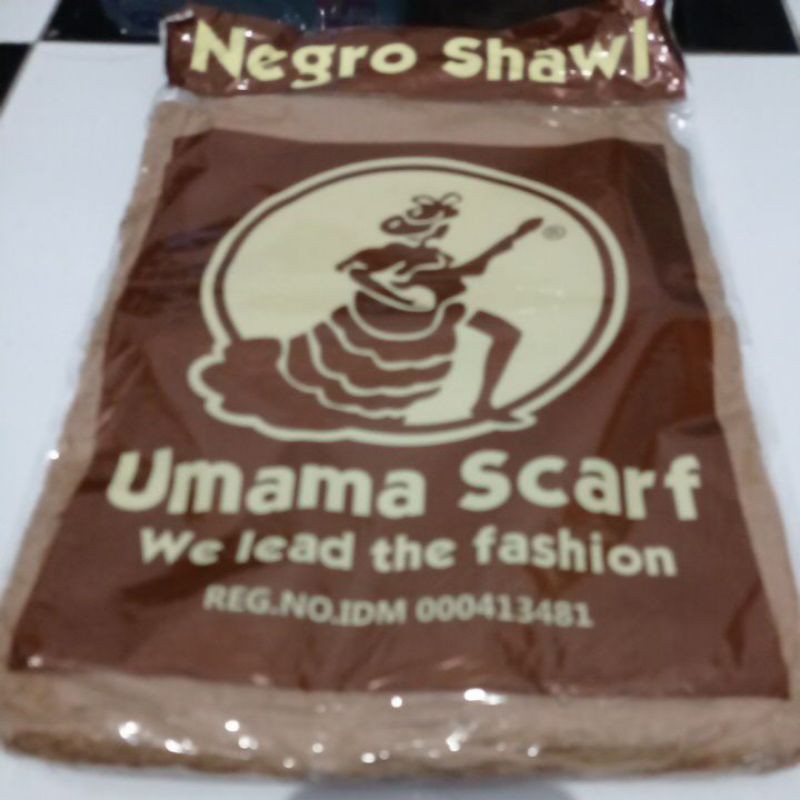 Negro Shawl
®
Umama Scarf
We lead the fashion
REG.NO.IDM 000413481